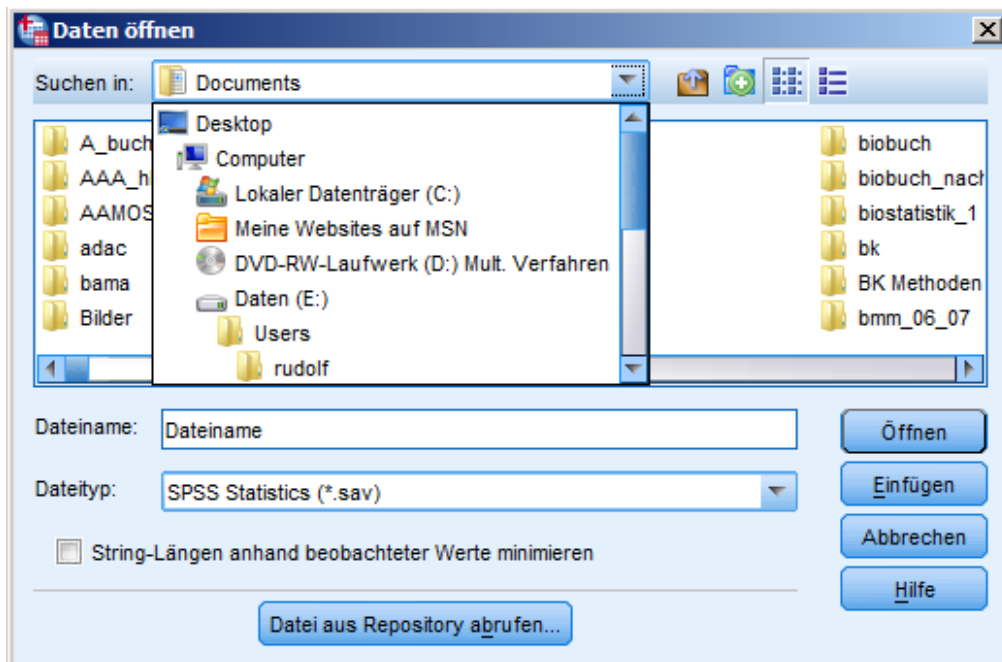 Daten öffnen
Suchen in: Documents
Desktop
Computer
Lokaler Datenträger (C:)
Meine Websites auf MSN
DVD-RW-Laufwerk (D:) Mult. Verfahren
Daten (E:)
Users
rudolf
A_buch
AAA_h
AAMOS
adac
bama
Bilder
biobuch
biobuch_nach
biostatistik_1
bk
BK Methoden
bmm_06_07
Dateiname: Dateiname
Dateityp: SPSS Statistics (*.sav)
String-Längen anhand beobachteter Werte minimieren
Öffnen
Einfügen
Abbrechen
Hilfe
Datei aus Repository abrufen...